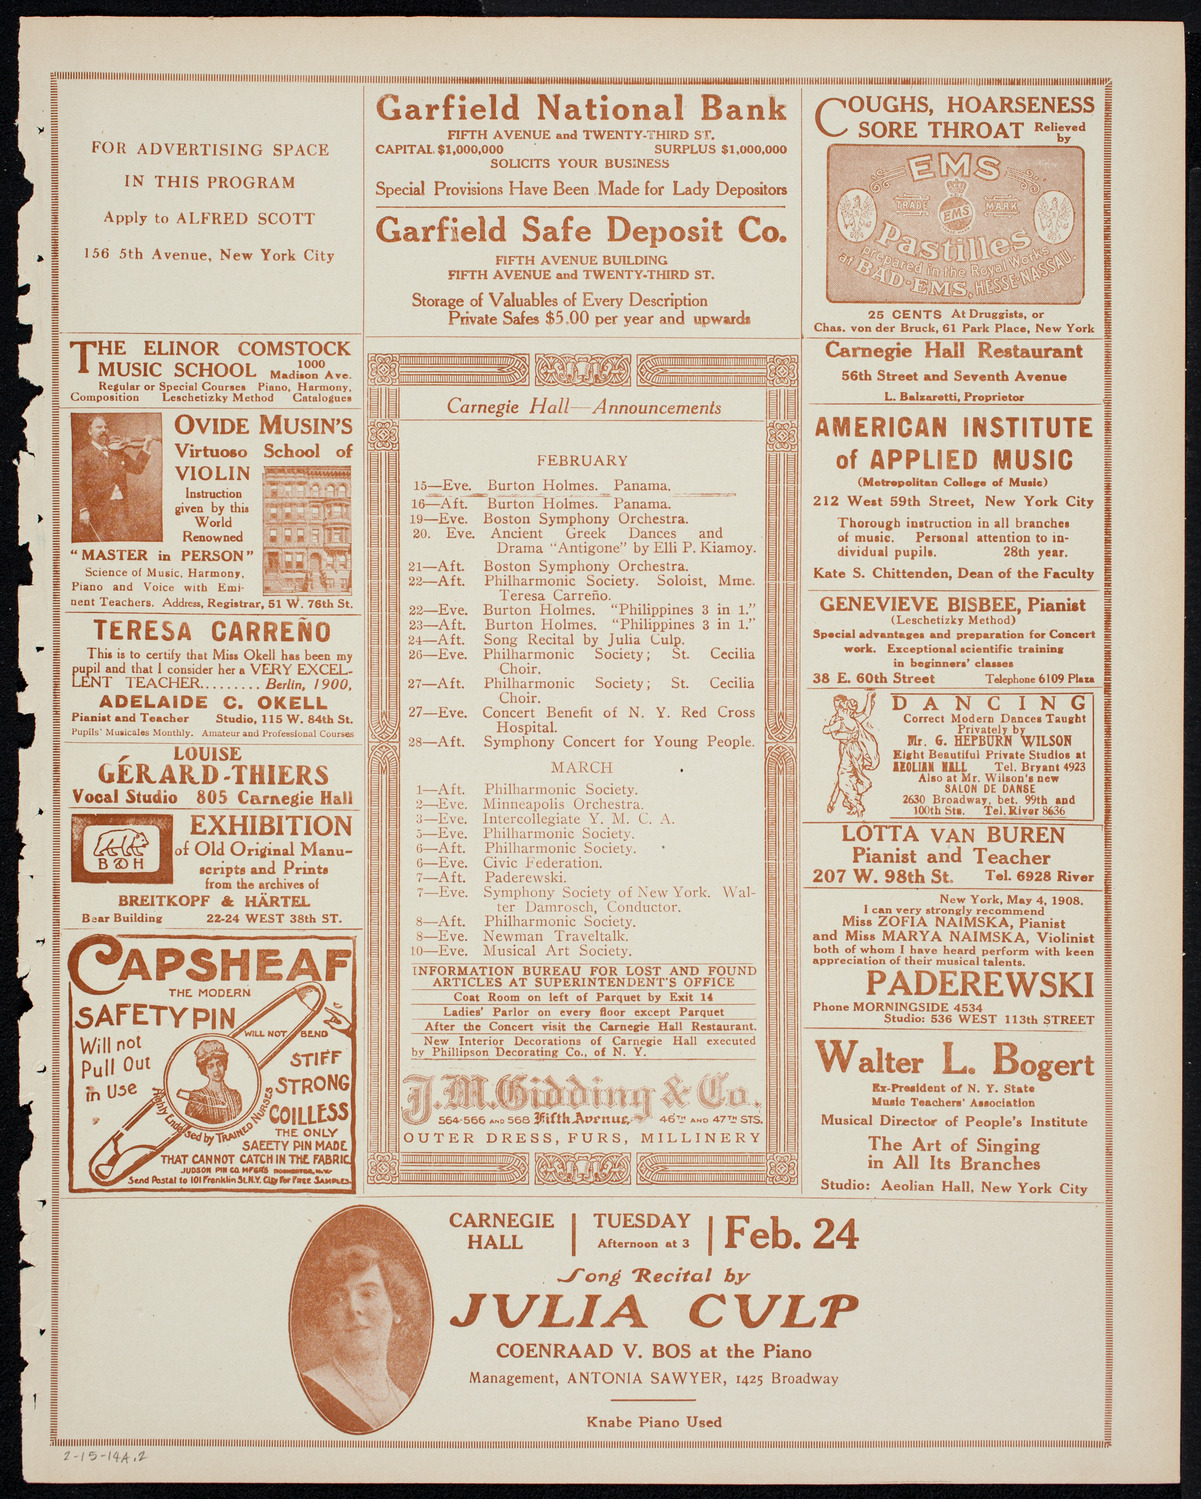 FOR ADVERTISING SPACE
IN THIS PROGRAM
Apply to ALFRED SCOTT
156 5th Avenue, New York City
THE ELINOR COMSTOCK
MUSIC SCHOOL 1000 Madison Ave.
Regular or Special Courses Piano, Harmony,
Composition Leschetizky Method Catalogues
OVIDE MUSIN'S
Virtuoso School of
VIOLIN
Instruction
given by this
World
Renowned
"MASTER in PERSON"
Science of Music, Harmony,
Piano and Voice with Emi-
nent Teachers. Address, Registrar, 51 W. 76th St.
TERESA CARREÑO
This is to certify that Miss Okell has been my
pupil and that I consider her a VERY EXCEL-
LENT TEACHER......... Berlin, 1900,
ADELAIDE C. OKELL
Pianist and Teacher Studio, 115 W. 84th St.
Pupils' Musicales Monthly. Amateur and Professional Courses
LOUISE
GÉRARD-THIERS
Vocal Studio 805 Carnegie Hall
B & H
EXHIBITION
of Old Original Manu-
scripts and Prints
from the archives of
BREITKOPF & HÄRTEL
Bear Building 22-24 WEST 38th ST.
CAPSHEAF
THE MODERN
SAFETY PIN
WILL NOT BEND
Will not
Pull Out
in Use
STIFF
STRONG
COILLESS
Highly Endorsed by TRAINED NURSES
THE ONLY
SAFETY PIN MADE
THAT CANNOT CATCH IN THE FABRIC.
JUDSON PIN CO. MFGRS ROCHESTER, N.Y.
Send Postal to 101 Franklin St. N.Y. City For FREE SAMPLES.
Garfield National Bank
FIFTH AVENUE and TWENTY-THIRD ST.
CAPITAL $1,000,000 SURPLUS $1,000,000
SOLICITS YOUR BUSINESS
Special Provisions Have Been Made for Lady Depositors
Garfield Safe Deposit Co.
FIFTH AVENUE BUILDING
FIFTH AVENUE and TWENTY-THIRD ST.
Storage of Valuables of Every Description
Private Safes $5.00 per year and upwards
Carnegie Hall—Announcements
FEBRUARY
15—Eve. Burton Holmes. Panama.
16—Aft. Burton Holmes. Panama.
19—Eve. Boston Symphony Orchestra.
20. Eve. Ancient Greek Dances and
Drama "Antigone" by Elli P. Kiamoy.
21—Aft. Boston Symphony Orchestra.
22—Aft. Philharmonic Society. Soloist, Mme.
Teresa Carreño.
22—Eve. Burton Holmes. "Philippines 3 in 1."
23—Aft. Burton Holmes. "Philippines 3 in 1."
24—Aft. Song Recital by Julia Culp.
26—Eve. Philharmonic Society; St. Cecilia
Choir.
27—Aft. Philharmonic Society; St. Cecilia
Choir.
27—Eve. Concert Benefit of N. Y. Red Cross
Hospital.
28—Aft. Symphony Concert for Young People.
MARCH
1—Aft. Philharmonic Society.
2—Eve. Minneapolis Orchestra.
3—Eve. Intercollegiate Y. M. C. A.
5—Eve. Philharmonic Society.
6—Aft. Philharmonic Society.
6—Eve. Civic Federation.
7—Aft. Paderewski.
7—Eve. Symphony Society of New York. Wal-
ter Damrosch, Conductor.
8—Aft. Philharmonic Society.
8—Eve. Newman Traveltalk.
10—Eve. Musical Art Society.
INFORMATION BUREAU FOR LOST AND FOUND
ARTICLES AT SUPERINTENDENT'S OFFICE
Coat Room on left of Parquet by Exit 14
Ladies' Parlor on every floor except Parquet
After the Concert visit the Carnegie Hall Restaurant.
New Interior Decorations of Carnegie Hall executed
by Phillipson Decorating Co., of N. Y.
J.M. Gidding & Co.
564-566 AND 568 Fifth Avenue, 46TH AND 47TH STS.
OUTER DRESS, FURS, MILLINERY
COUGHS, HOARSENESS
SORE THROAT Relieved by
EMS
TRADE MARK
EMS
Pastilles
prepared in the Royal Works
at BAD-EMS, HESSE-NASSAU.
25 CENTS At Druggists, or
Chas. von der Bruck, 61 Park Place, New York
Carnegie Hall Restaurant
56th Street and Seventh Avenue
L. Balzaretti, Proprietor
AMERICAN INSTITUTE
of APPLIED MUSIC
(Metropolitan College of Music)
212 West 59th Street, New York City
Thorough instruction in all branches
of music. Personal attention to in-
dividual pupils. 28th year.
Kate S. Chittenden, Dean of the Faculty
GENEVIEVE BISBEE, Pianist
(Leschetizky Method)
Special advantages and preparation for Concert
work. Exceptional scientific training
in beginners' classes
38 E. 60th Street Telephone 6109 Plaza
DANCING
Correct Modern Dances Taught
Privately by
Mr. G. HEPBURN WILSON
Eight Beautiful Private Studios at
AEOLIAN HALL Tel. Bryant 4923
Also at Mr. Wilson's new
SALON DE DANSE
2630 Broadway, bet. 99th and
100th Sts. Tel. River 8636
LOTTA VAN BUREN
Pianist and Teacher
207 W. 98th St. Tel. 6928 River
New York, May 4, 1908.
I can very strongly recommend
Miss ZOFIA NAIMSKA, Pianist
and Miss MARYA NAIMSKA, Violinist
both of whom I have heard perform with keen
appreciation of their musical talents.
PADEREWSKI
Phone MORNINGSIDE 4534
Studio: 536 WEST 113th STREET
Walter L. Bogert
Ex-President of N. Y. State
Music Teachers' Association
Musical Director of People's Institute
The Art of Singing
in All Its Branches
Studio: Aeolian Hall, New York City
CARNEGIE HALL | TUESDAY Afternoon at 3 | Feb. 24
Song Recital by
JULIA CULP
COENRAAD V. BOS at the Piano
Management, ANTONIA SAWYER, 1425 Broadway
Knabe Piano Used
2-15-14A.2